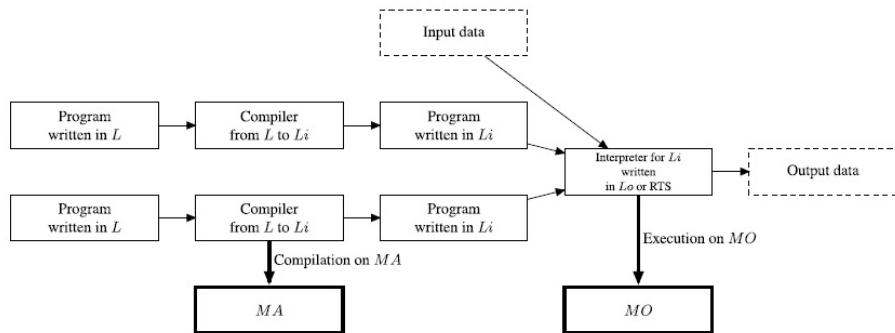 Input data
Program
written in L
Compiler
from L to Li
Program
written in Li
Interpreter for Li
written
in Lo or RTS
Output data
Program
written in L
Compiler
from L to Li
Program
written in Li
Compilation on MA
Execution on MO
MA
MO